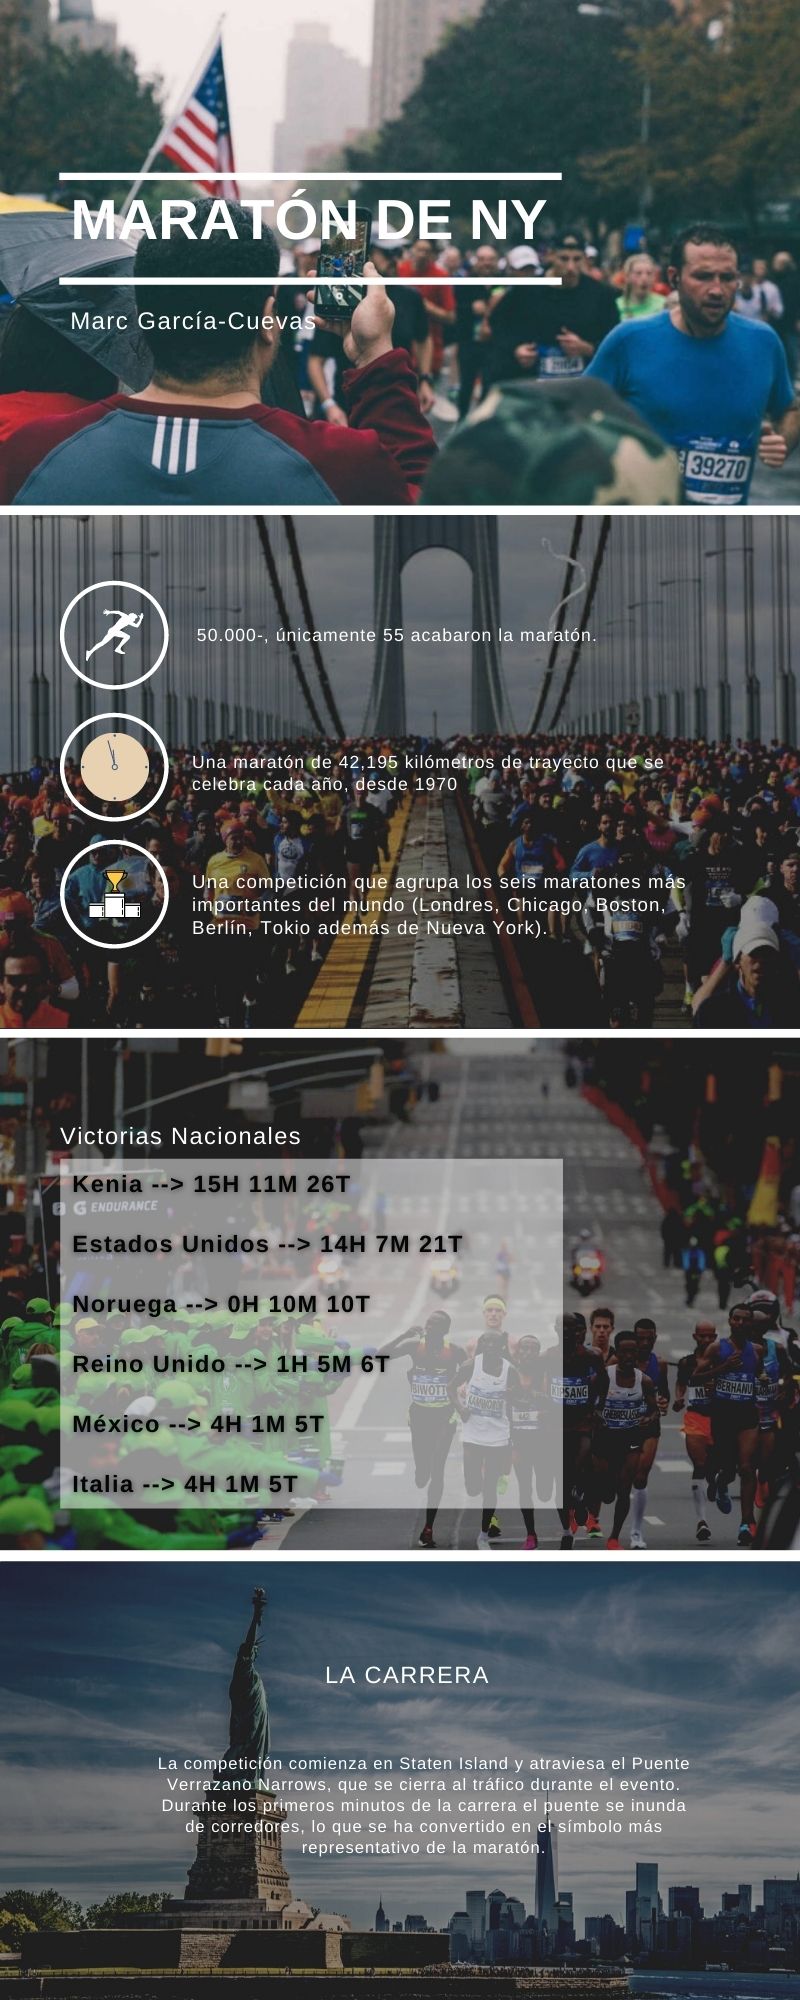 MARATÓN DE NY
Marc García-Cuevas
39270
50.000-, únicamente 55 acabaron la maratón.
Una maratón de 42,195 kilómetros de trayecto que se
celebra cada año, desde 1970
Una competición que agrupa los seis maratones más
importantes del mundo (Londres, Chicago, Boston,
Berlín, Tokio además de Nueva York).
Victorias Nacionales
Kenia --> 15H 11M 26T
G ENDURANCE
Estados Unidos --> 14H 7M 21T
Noruega --> 0H 10M 10T
Reino Unido --> 1H 5M 6T
México --> 4H 1M 5T
Italia --> 4H 1M 5T
BIWOTT
KAMWOROR
KIPSANG
BERHANU
LA CARRERA
La competición comienza en Staten Island y atraviesa el Puente
Verrazano Narrows, que se cierra al tráfico durante el evento.
Durante los primeros minutos de la carrera el puente se inunda
de corredores, lo que se ha convertido en el símbolo más
representativo de la maratón.